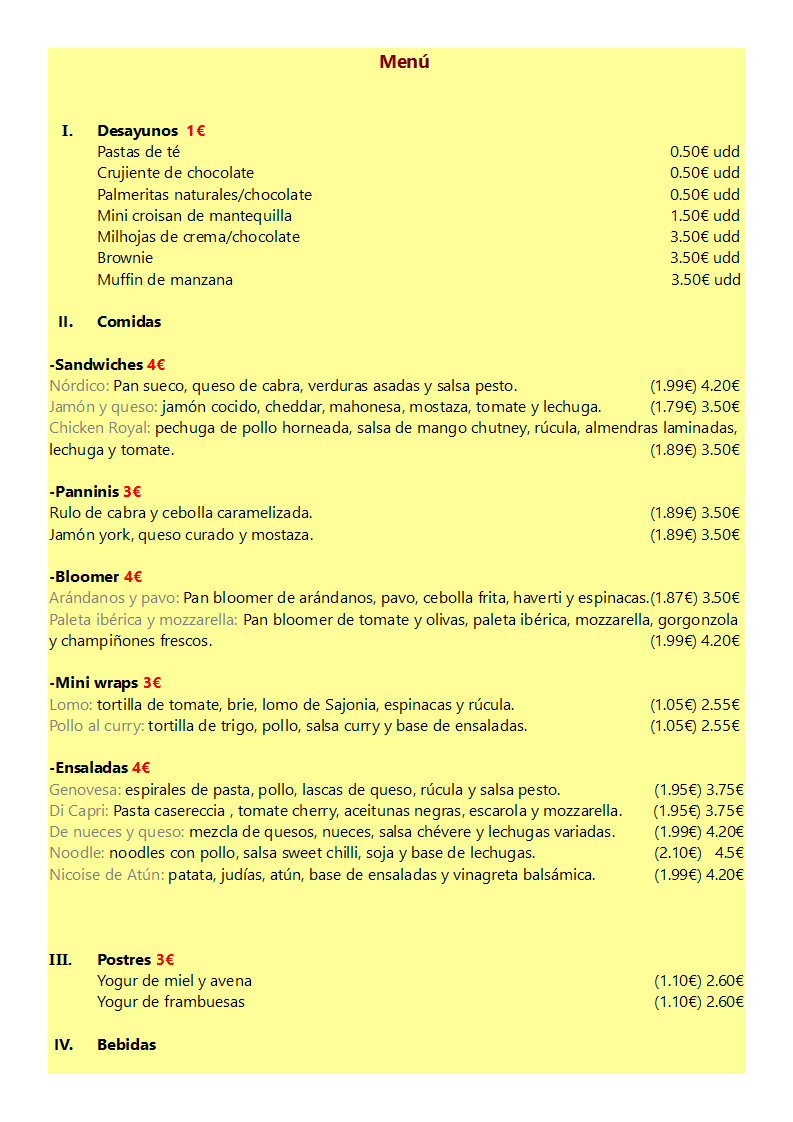 Menú
I. Desayunos 1€
Pastas de té 0.50€ udd
Crujiente de chocolate 0.50€ udd
Palmeritas naturales/chocolate 0.50€ udd
Mini croisan de mantequilla 1.50€ udd
Milhojas de crema/chocolate 3.50€ udd
Brownie 3.50€ udd
Muffin de manzana 3.50€ udd
II. Comidas
-Sandwiches 4€
Nórdico: Pan sueco, queso de cabra, verduras asadas y salsa pesto. (1.99€) 4.20€
Jamón y queso: jamón cocido, cheddar, mahonesa, mostaza, tomate y lechuga. (1.79€) 3.50€
Chicken Royal: pechuga de pollo horneada, salsa de mango chutney, rúcula, almendras laminadas,
lechuga y tomate. (1.89€) 3.50€
-Panninis 3€
Rulo de cabra y cebolla caramelizada. (1.89€) 3.50€
Jamón york, queso curado y mostaza. (1.89€) 3.50€
-Bloomer 4€
Arándanos y pavo: Pan bloomer de arándanos, pavo, cebolla frita, haverti y espinacas.(1.87€) 3.50€
Paleta ibérica y mozzarella: Pan bloomer de tomate y olivas, paleta ibérica, mozzarella, gorgonzola
y champiñones frescos. (1.99€) 4.20€
-Mini wraps 3€
Lomo: tortilla de tomate, brie, lomo de Sajonia, espinacas y rúcula. (1.05€) 2.55€
Pollo al curry: tortilla de trigo, pollo, salsa curry y base de ensaladas. (1.05€) 2.55€
-Ensaladas 4€
Genovesa: espirales de pasta, pollo, lascas de queso, rúcula y salsa pesto. (1.95€) 3.75€
Di Capri: Pasta casereccia , tomate cherry, aceitunas negras, escarola y mozzarella. (1.95€) 3.75€
De nueces y queso: mezcla de quesos, nueces, salsa chévere y lechugas variadas. (1.99€) 4.20€
Noodle: noodles con pollo, salsa sweet chilli, soja y base de lechugas. (2.10€) 4.5€
Nicoise de Atún: patata, judías, atún, base de ensaladas y vinagreta balsámica. (1.99€) 4.20€
III. Postres 3€
Yogur de miel y avena (1.10€) 2.60€
Yogur de frambuesas (1.10€) 2.60€
IV. Bebidas